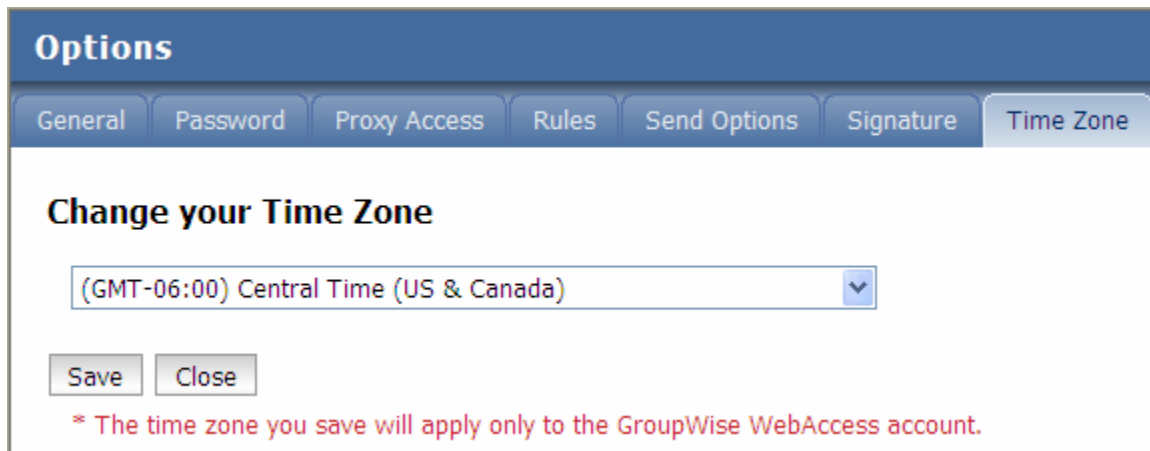 Options
General Password Proxy Access Rules Send Options Signature Time Zone
Change your Time Zone
(GMT-06:00) Central Time (US & Canada)
Save Close
* The time zone you save will apply only to the GroupWise WebAccess account.